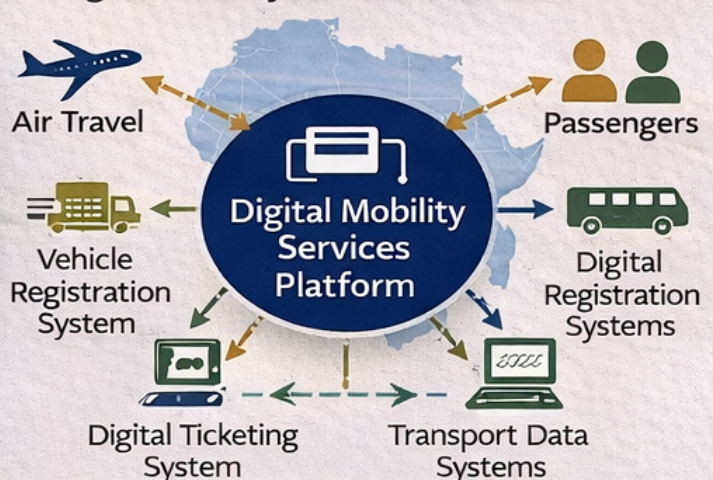 Air Travel
Passengers
Digital Mobility
Services
Platform
Vehicle
Registration
System
Digital
Registration
Systems
Digital Ticketing
System
Transport Data
Systems